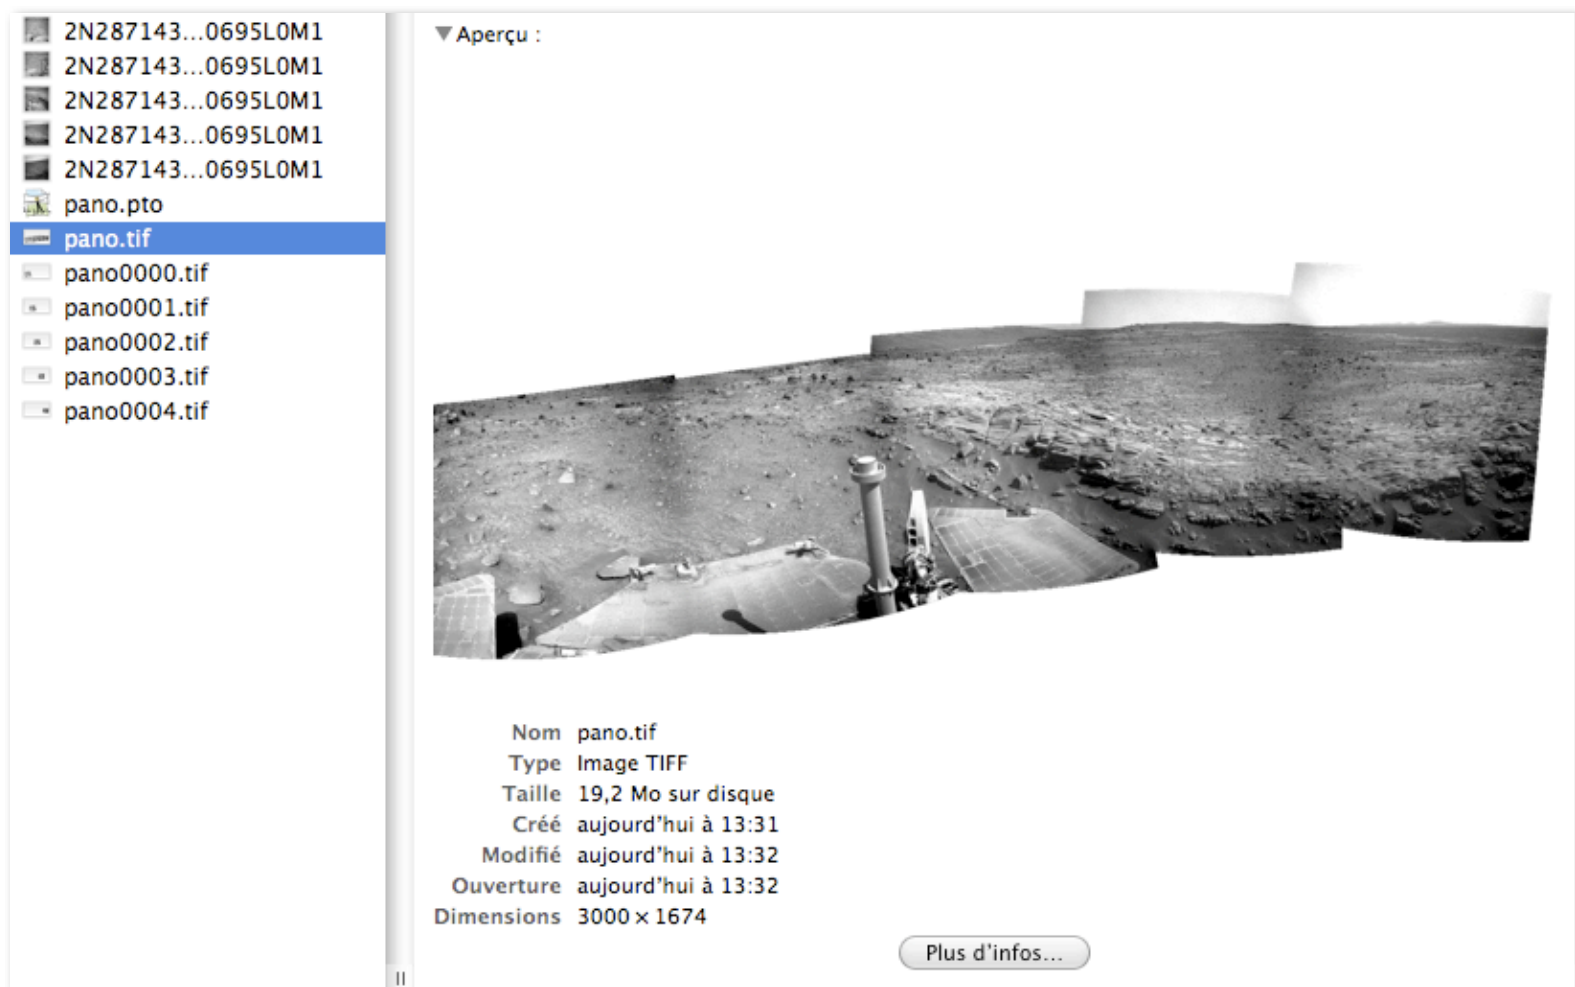 2N287143...0695L0M1
2N287143...0695L0M1
2N287143...0695L0M1
2N287143...0695L0M1
2N287143...0695L0M1
pano.pto
pano.tif
pano0000.tif
pano0001.tif
pano0002.tif
pano0003.tif
pano0004.tif
▼Aperçu :
Nom pano.tif
Type Image TIFF
Taille 19,2 Mo sur disque
Créé aujourd'hui à 13:31
Modifié aujourd'hui à 13:32
Ouverture aujourd'hui à 13:32
Dimensions 3000 × 1674
Plus d'infos...